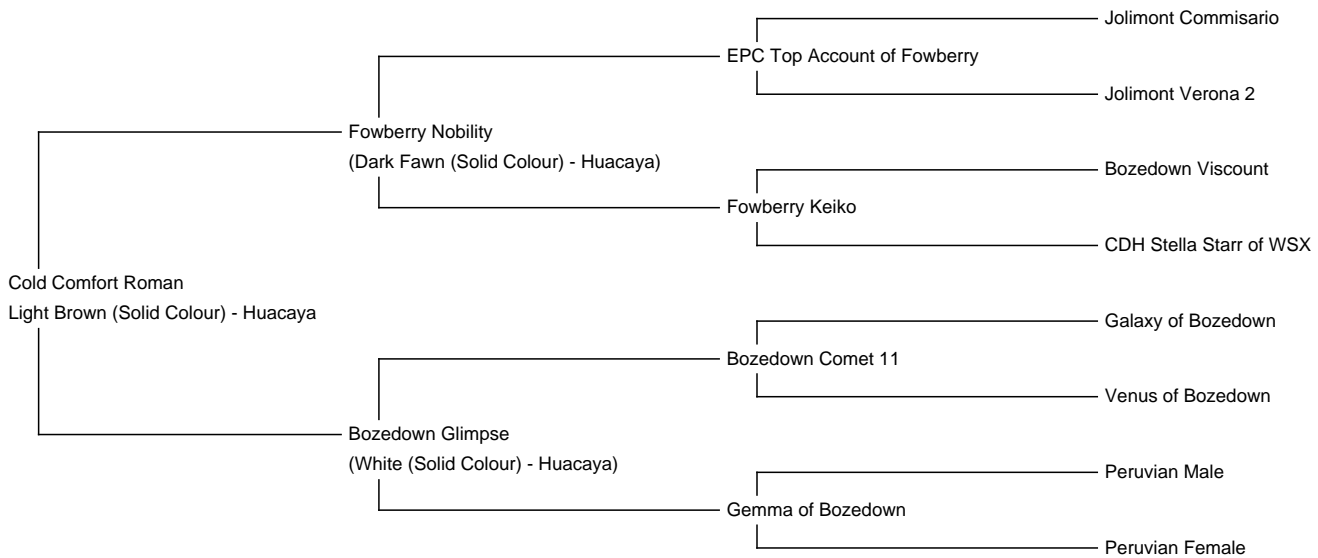 Jolimont Commisario
EPC Top Account of Fowberry
Jolimont Verona 2
Fowberry Nobility
(Dark Fawn (Solid Colour) - Huacaya)
Bozedown Viscount
Fowberry Keiko
CDH Stella Starr of WSX
Cold Comfort Roman
Light Brown (Solid Colour) - Huacaya
Galaxy of Bozedown
Bozedown Comet 11
Venus of Bozedown
Bozedown Glimpse
(White (Solid Colour) - Huacaya)
Peruvian Male
Gemma of Bozedown
Peruvian Female